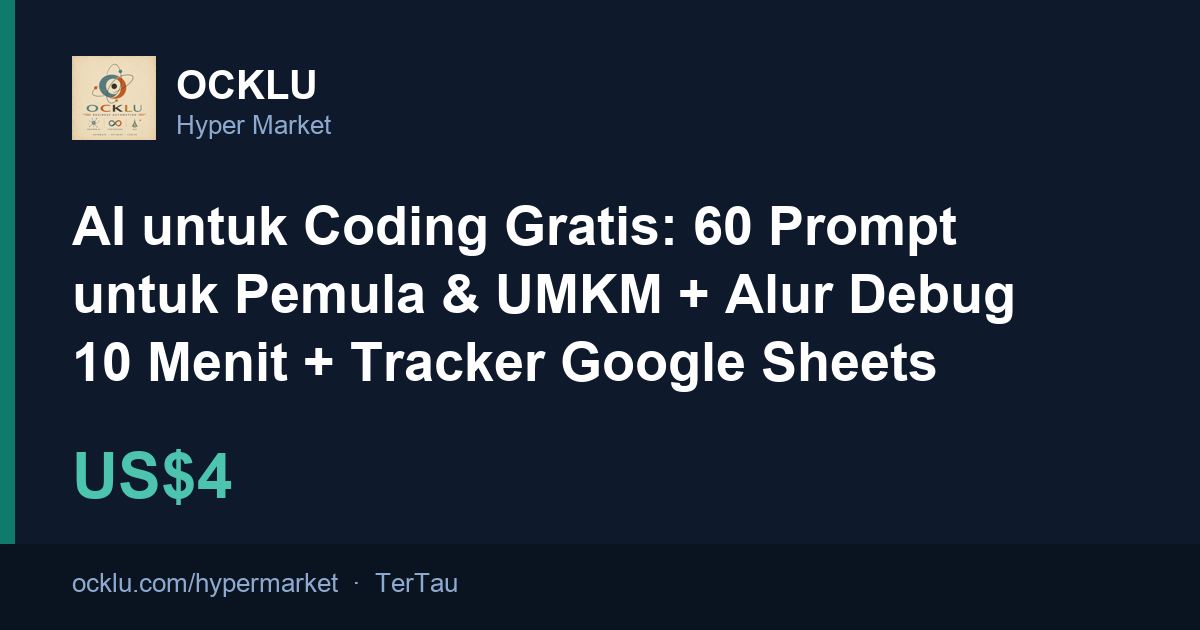 OCKLU
OCKLU
Hyper Market
AI untuk Coding Gratis: 60 Prompt
untuk Pemula & UMKM + Alur Debug
10 Menit + Tracker Google Sheets
US$4
ocklu.com/hypermarket · TerTau